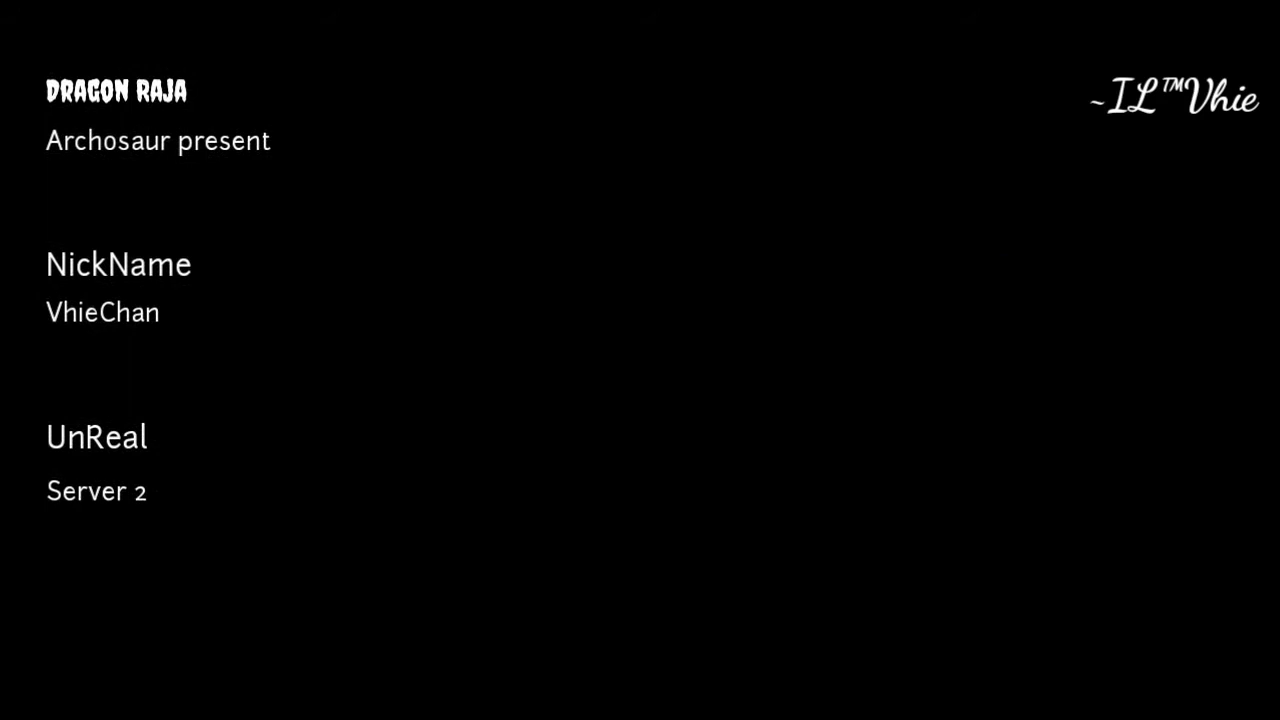 DRAGON RAJA
~IL™Vhie
Archosaur present
NickName
VhieChan
UnReal
Server 2